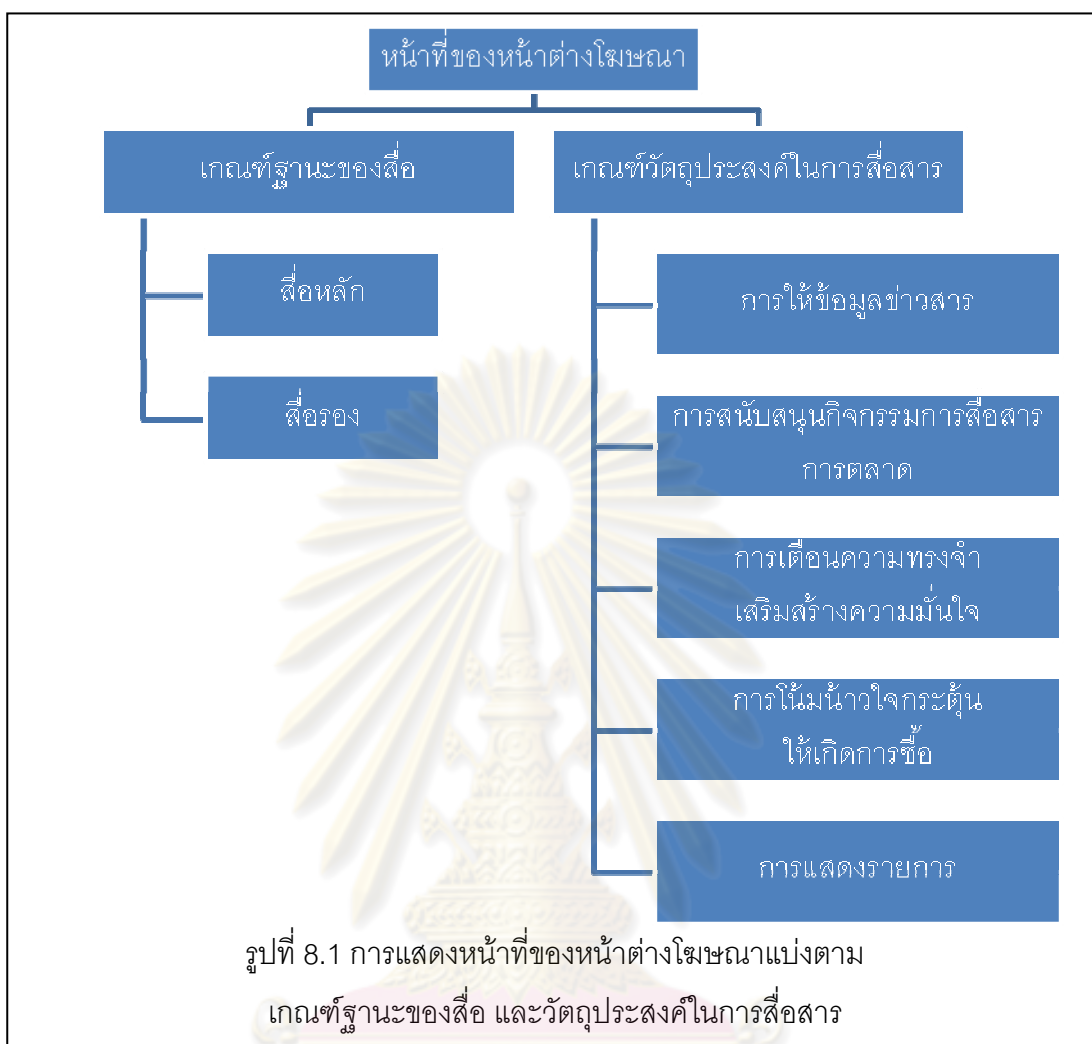 หน้าที่ของหน้าต่างโฆษณา
เกณฑ์ฐานะของสื่อ
สื่อหลัก
สื่อรอง
เกณฑ์วัตถุประสงค์ในการสื่อสาร
การให้ข้อมูลข่าวสาร
การสนับสนุนกิจกรรมการสื่อสาร
การตลาด
การเตือนความทรงจำ
เสริมสร้างความมั่นใจ
การโน้มน้าวใจกระตุ้น
ให้เกิดการซื้อ
การแสดงรายการ
รูปที่ 8.1 การแสดงหน้าที่ของหน้าต่างโฆษณาแบ่งตาม
เกณฑ์ฐานะของสื่อ และวัตถุประสงค์ในการสื่อสาร